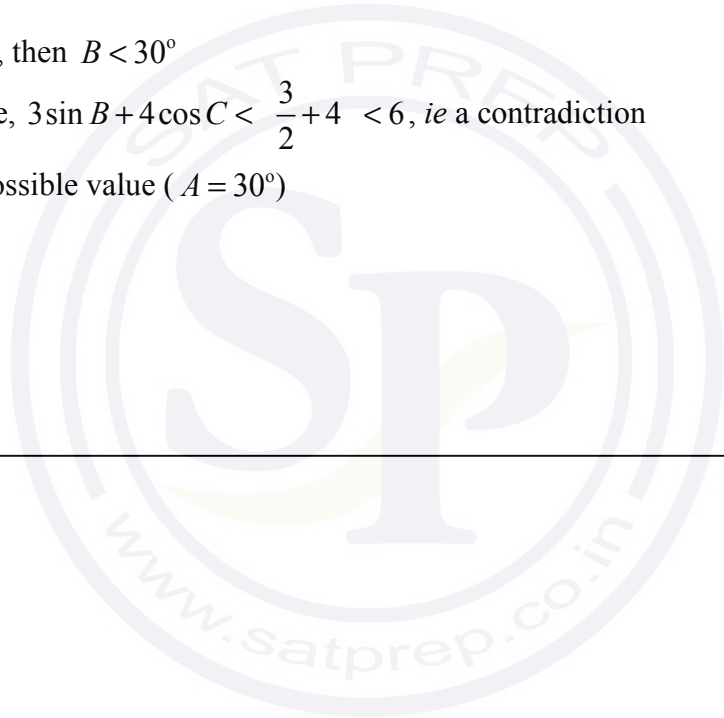 , then B < 30°
e, 3 sin B + 4 cos C < 3/2 + 4 < 6, ie a contradiction
ossible value ( A = 30°)
SAT PREP
SP
www.satprep.co.in